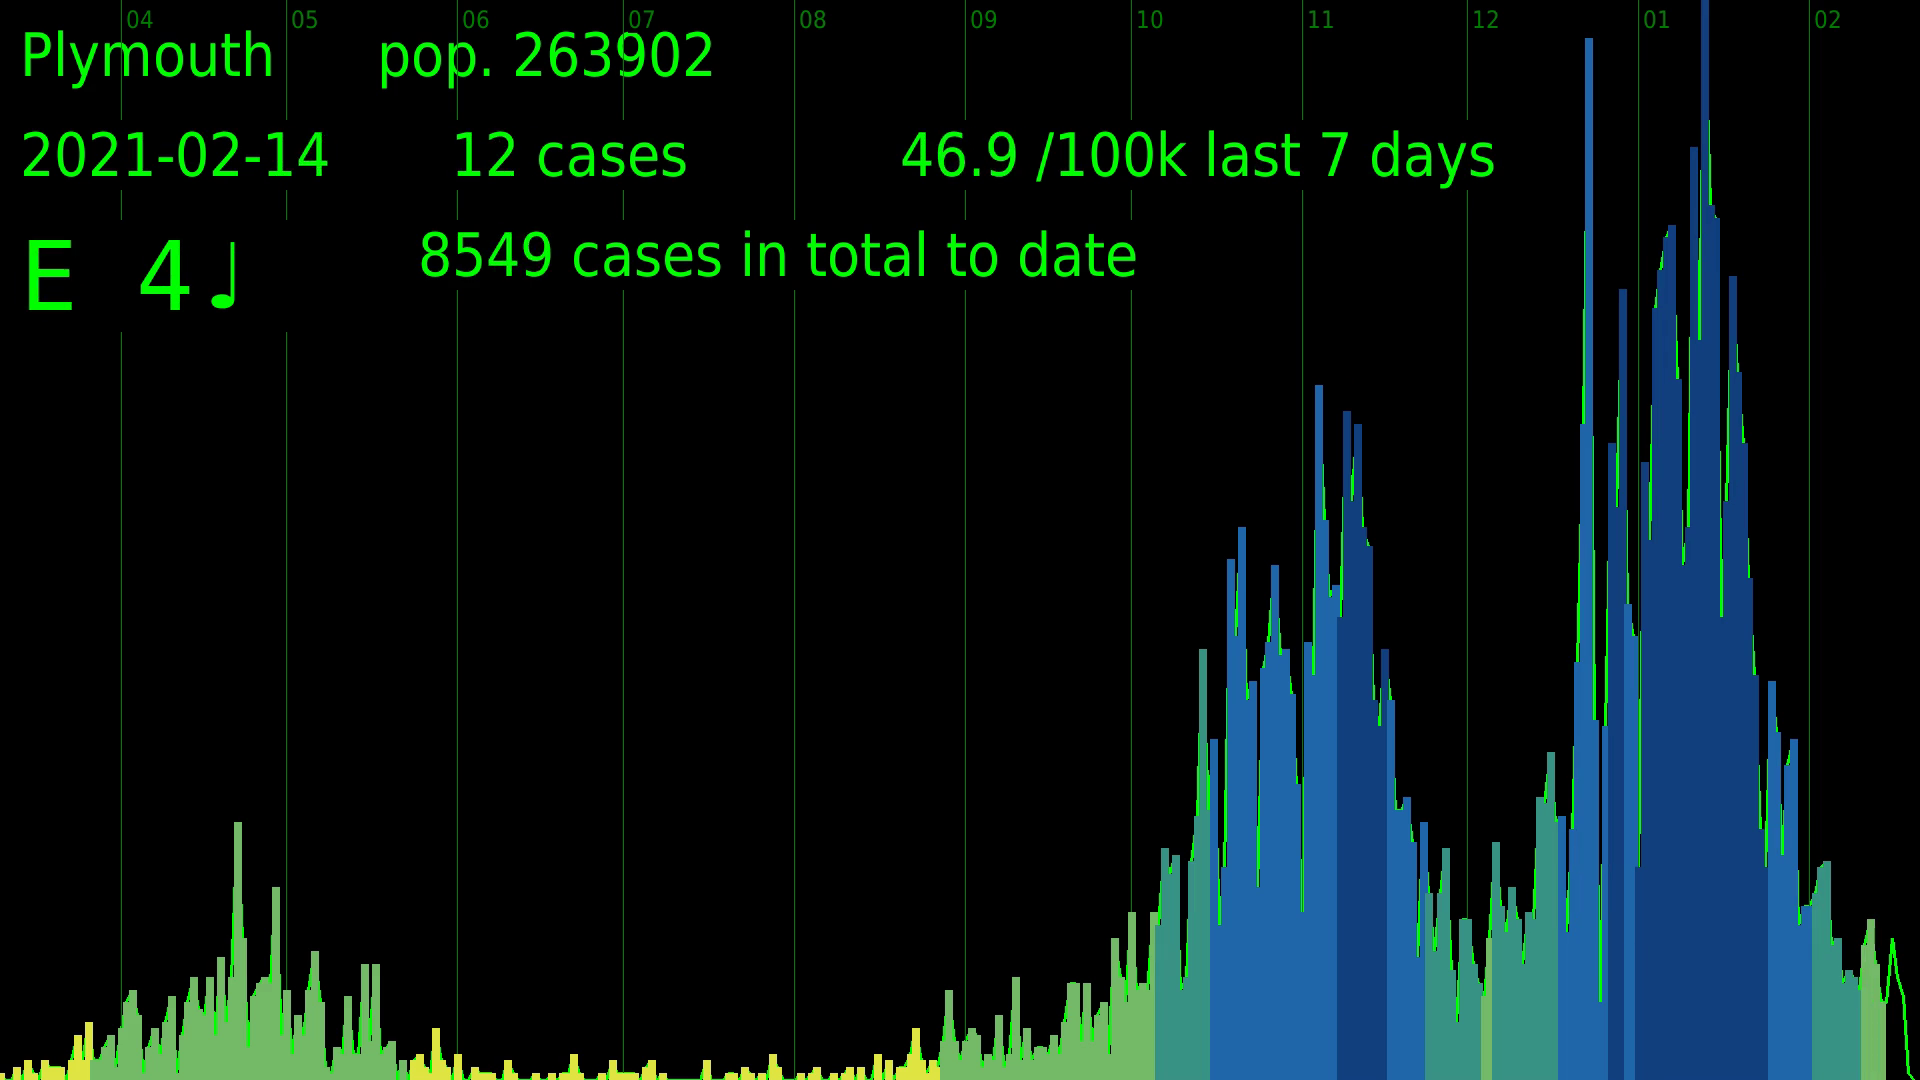 04 05 06 07 08 09 10 11 12 01 02
Plymouth pop. 263902
2021-02-14 12 cases 46.9 /100k last 7 days
E 4♩ 8549 cases in total to date